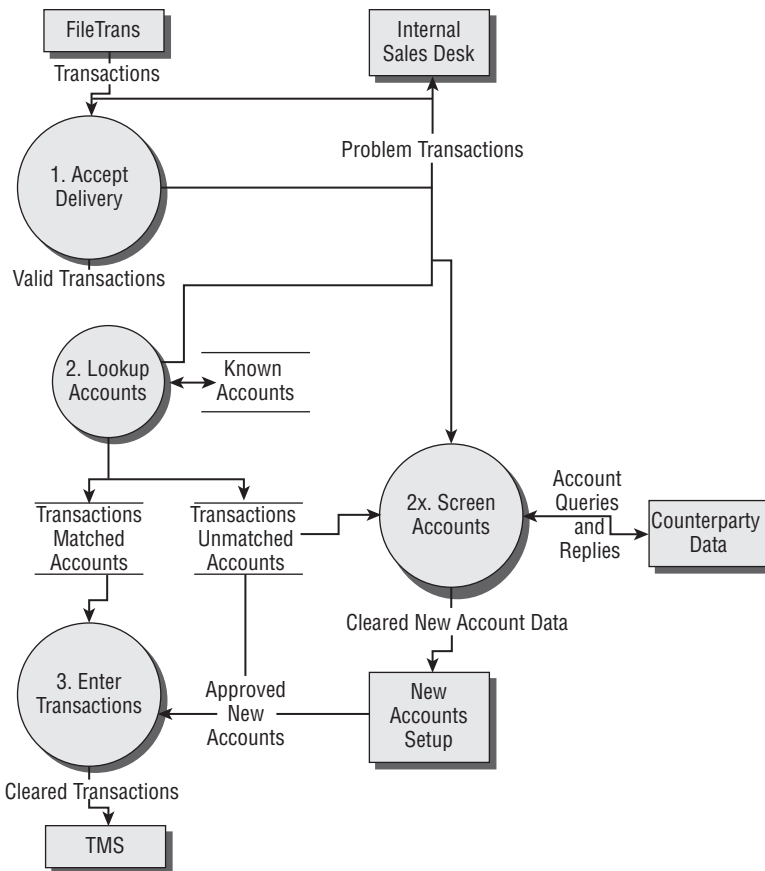 FileTrans
Internal
Sales Desk
Transactions
Problem Transactions
1. Accept
Delivery
Valid Transactions
2. Lookup
Accounts
Known
Accounts
Transactions
Matched
Accounts
Transactions
Unmatched
Accounts
2x. Screen
Accounts
Account
Queries
and
Replies
Counterparty
Data
Cleared New Account Data
3. Enter
Transactions
Approved
New
Accounts
New
Accounts
Setup
Cleared Transactions
TMS